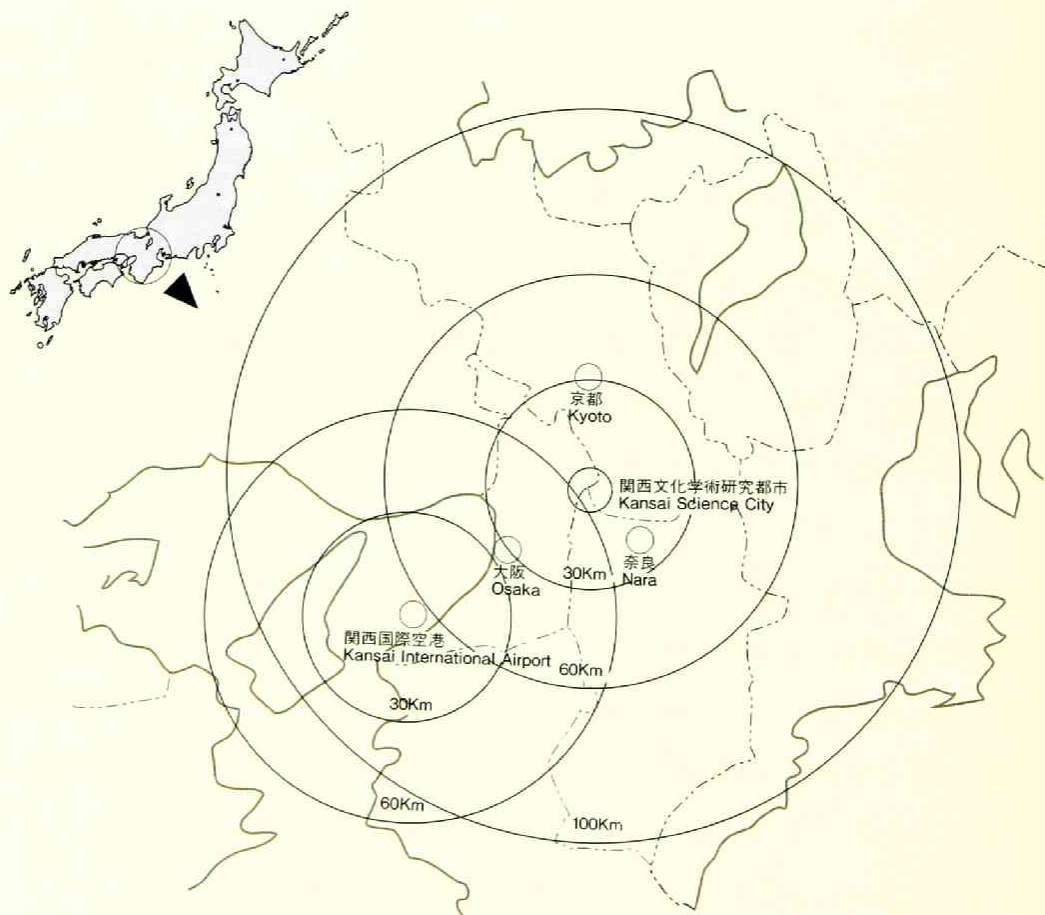 京都
Kyoto
関西文化学術研究都市
Kansai Science City
大阪
Osaka
30Km
奈良
Nara
関西国際空港
Kansai International Airport
60Km
30Km
60Km
100Km